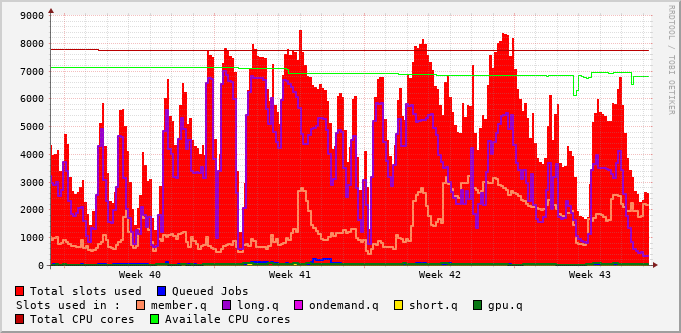 RRDTOOL / TOBI OETIKER
9000
8000
7000
6000
5000
4000
3000
2000
1000
0
Week 40 Week 41 Week 42 Week 43
Total slots used Queued Jobs
Slots used in : member.q long.q ondemand.q short.q gpu.q
Total CPU cores Availale CPU cores